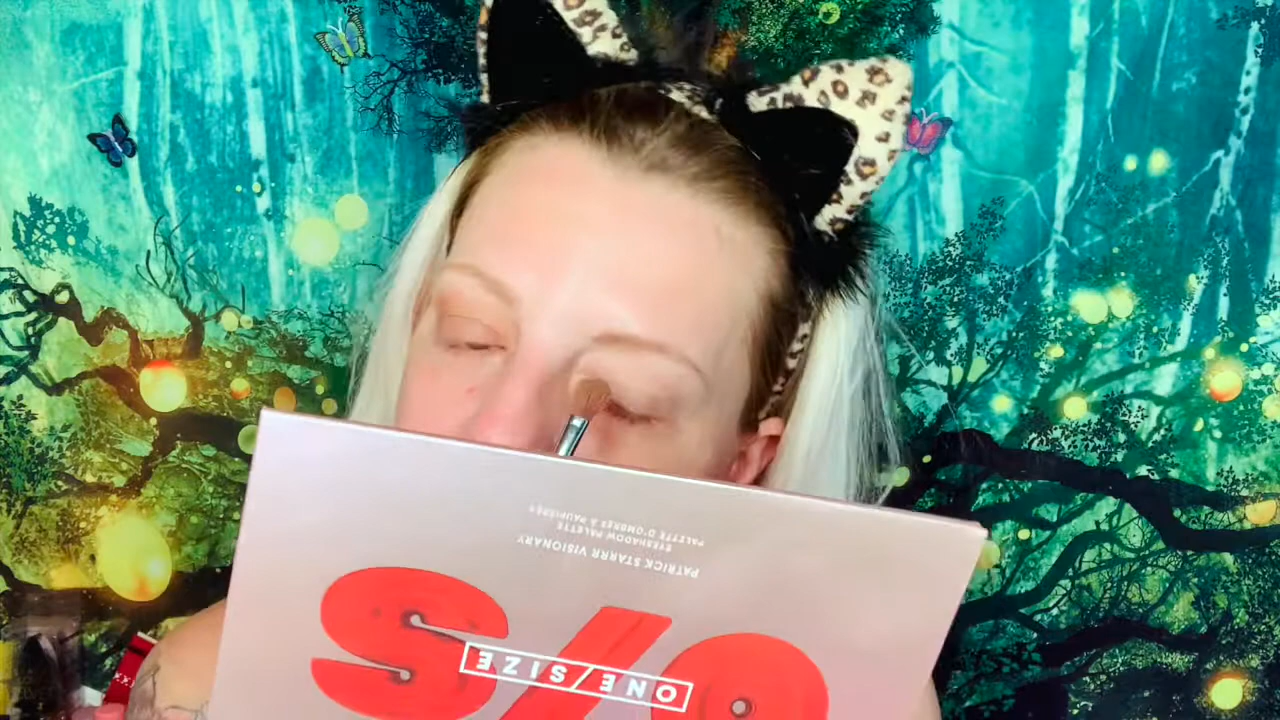 O/S
ONE/SIZE
PATRICK STARRR VISIONARY
EYESHADOW PALETTE
PALETTE D'OMBRES À PAUPIÈRES